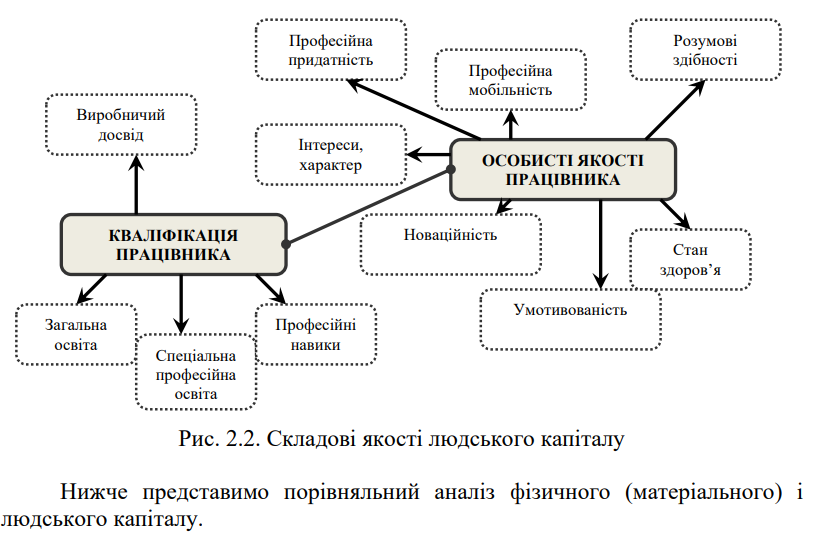 Професійна
придатність
Професійна
мобільність
Розумові
здібності
Виробничий
досвід
Інтереси,
характер
ОСОБИСТІ ЯКОСТІ
ПРАЦІВНИКА
КВАЛІФІКАЦІЯ
ПРАЦІВНИКА
Новаційність
Стан
здоров’я
Умотивованість
Загальна
освіта
Спеціальна
професійна
освіта
Професійні
навики
Рис. 2.2. Складові якості людського капіталу
Нижче представимо порівняльний аналіз фізичного (матеріального) і
людського капіталу.